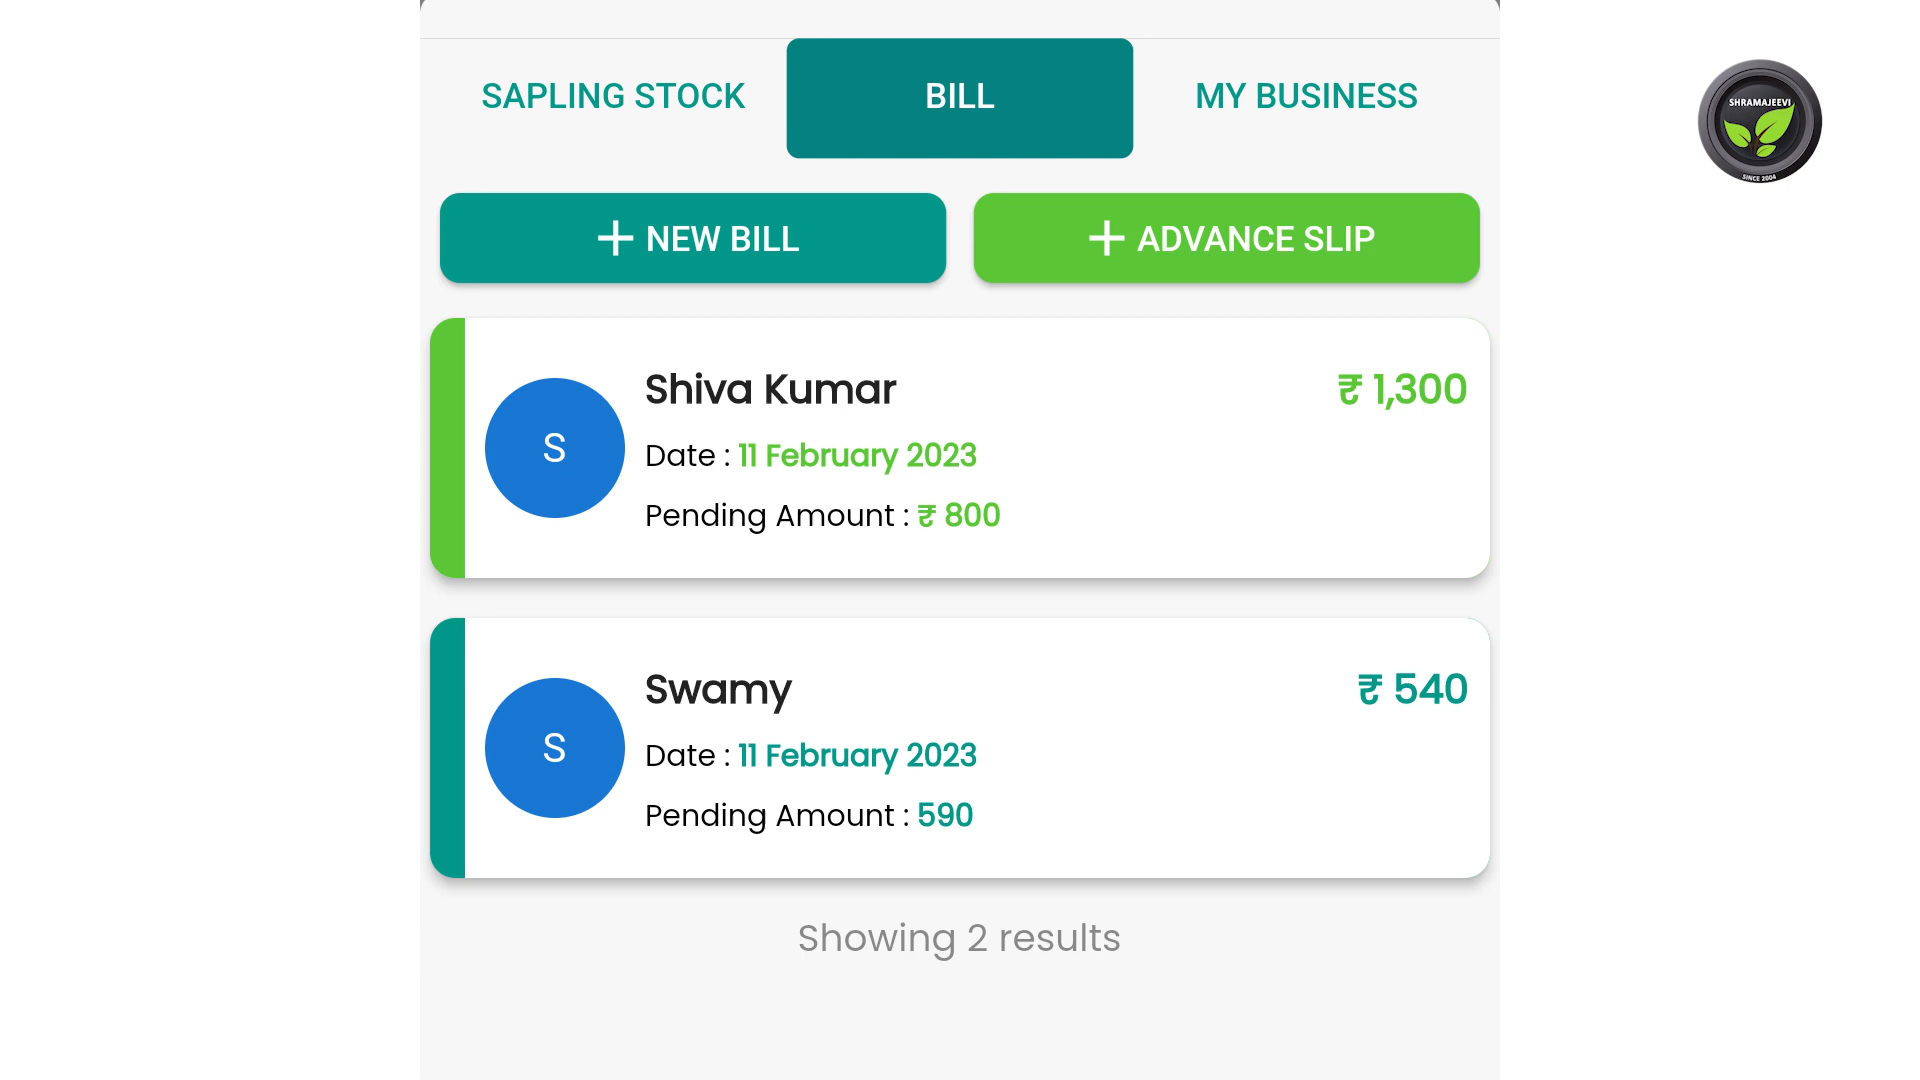 SAPLING STOCK
BILL
MY BUSINESS
SHRAMAJEEVI
SINCE 2004
+ NEW BILL
+ ADVANCE SLIP
Shiva Kumar
₹ 1,300
S
Date : 11 February 2023
Pending Amount : ₹ 800
Swamy
₹ 540
S
Date : 11 February 2023
Pending Amount : 590
Showing 2 results